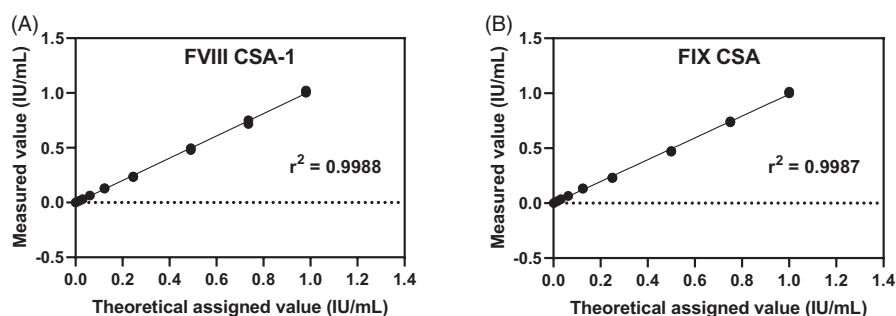 (A)
FVIII CSA-1
Measured value (IU/mL)
1.5
1.0
0.5
0.0
-0.5
r² = 0.9988
0.0 0.2 0.4 0.6 0.8 1.0 1.2 1.4
Theoretical assigned value (IU/mL)
(B)
FIX CSA
Measured value (IU/mL)
1.5
1.0
0.5
0.0
-0.5
r² = 0.9987
0.0 0.2 0.4 0.6 0.8 1.0 1.2 1.4
Theoretical assigned value (IU/mL)